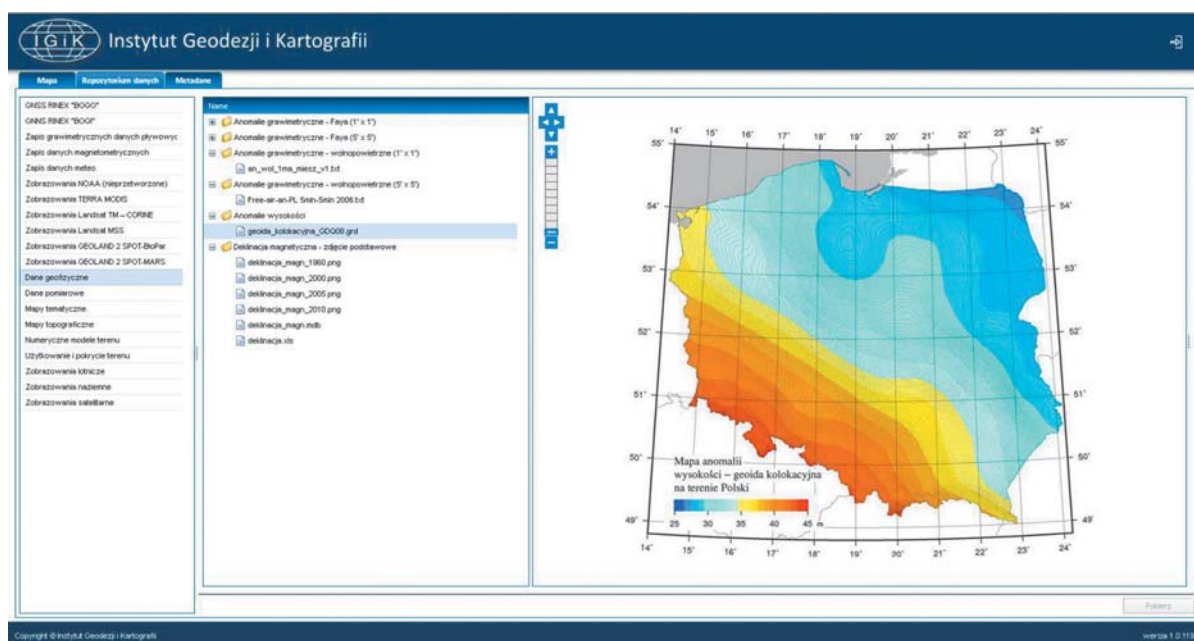 IGiK Instytut Geodezji i Kartografii
Mapa Repozytorium danych Metadane
GNSS RINEX "BOGO"
GNNS RINEX "BOGI"
Zapis grawimetrycznych danych pływowyc
Zapis danych magnetometrycznych
Zapis danych meteo
Zobrazowania NOAA (nieprzetworzone)
Zobrazowania TERRA MODIS
Zobrazowania Landsat TM – CORINE
Zobrazowania Landsat MSS
Zobrazowania GEOLAND 2 SPOT-BioPar
Zobrazowania GEOLAND 2 SPOT-MARS
Dane geofizyczne
Dane pomiarowe
Mapy tematyczne
Mapy topograficzne
Numeryczne modele terenu
Użytkowanie i pokrycie terenu
Zobrazowania lotnicze
Zobrazowania naziemne
Zobrazowania satelitarne
Name
Anomalie grawimetryczne - Faya (1' x 1')
Anomalie grawimetryczne - Faya (5' x 5')
Anomalie grawimetryczne - wolnopowietrzne (1' x 1')
an_wol_1ma_miesz_v1.txt
Anomalie grawimetryczne - wolnopowietrzne (5' x 5')
Free-air-an-PL 5min-5min 2006.txt
Anomalie wysokości
geoida_kolokacyjna_GDQ08.grd
Deklinacja magnetyczna - zdjęcie podstawowe
deklinacja_magn_1960.png
deklinacja_magn_2000.png
deklinacja_magn_2005.png
deklinacja_magn_2010.png
deklinacja_magn.mdb
deklinacja.xls
14° 15° 16° 17° 18° 19° 20° 21° 22° 23° 24°
55° 55°
54° 54°
53° 53°
52° 52°
51° 51°
50° 50°
49° 49°
Mapa anomalii
wysokości – geoida kolokacyjna
na terenie Polski
25 30 35 40 45 m
14° 15° 16° 17° 18° 19° 20° 21° 22° 23° 24°
Pobierz
Copyright © Instytut Geodezji i Kartografii
wersja 1.0.119